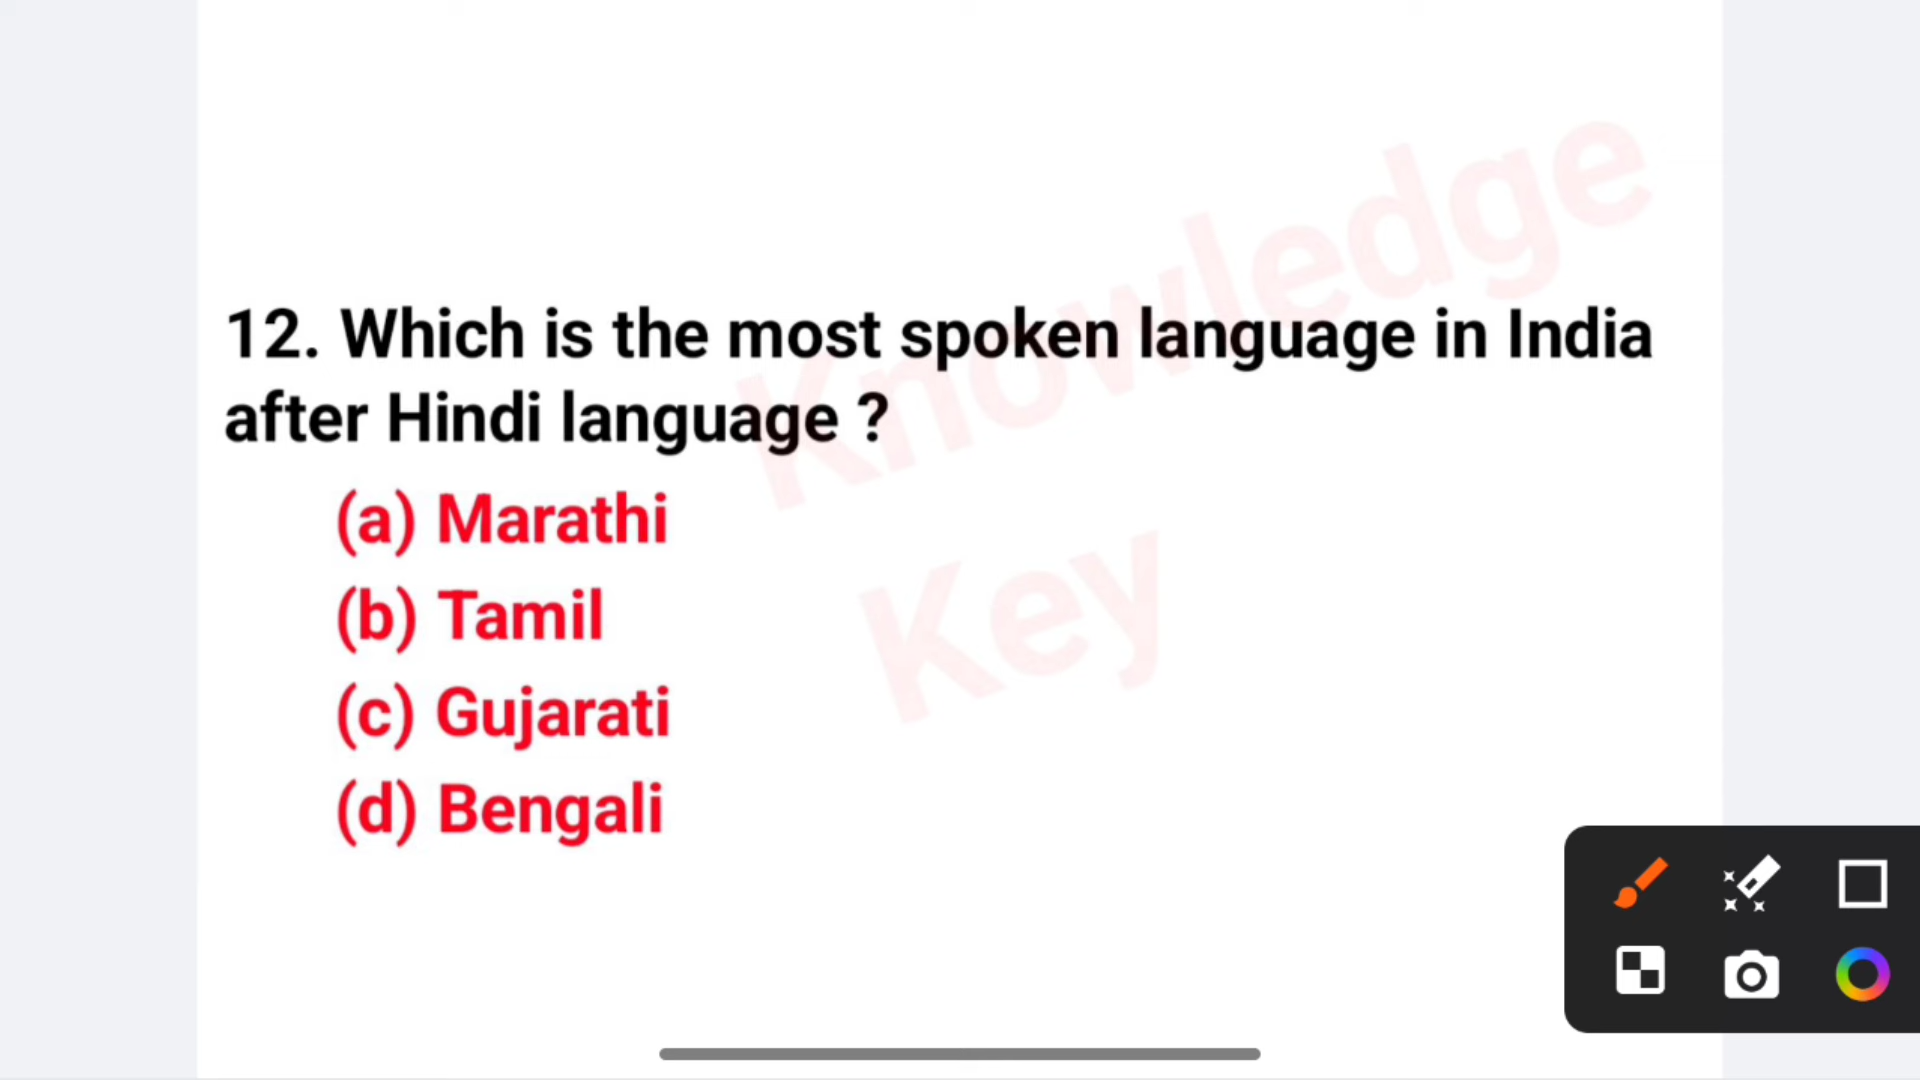 Knowledge
Key
12. Which is the most spoken language in India
after Hindi language ?
(a) Marathi
(b) Tamil
(c) Gujarati
(d) Bengali